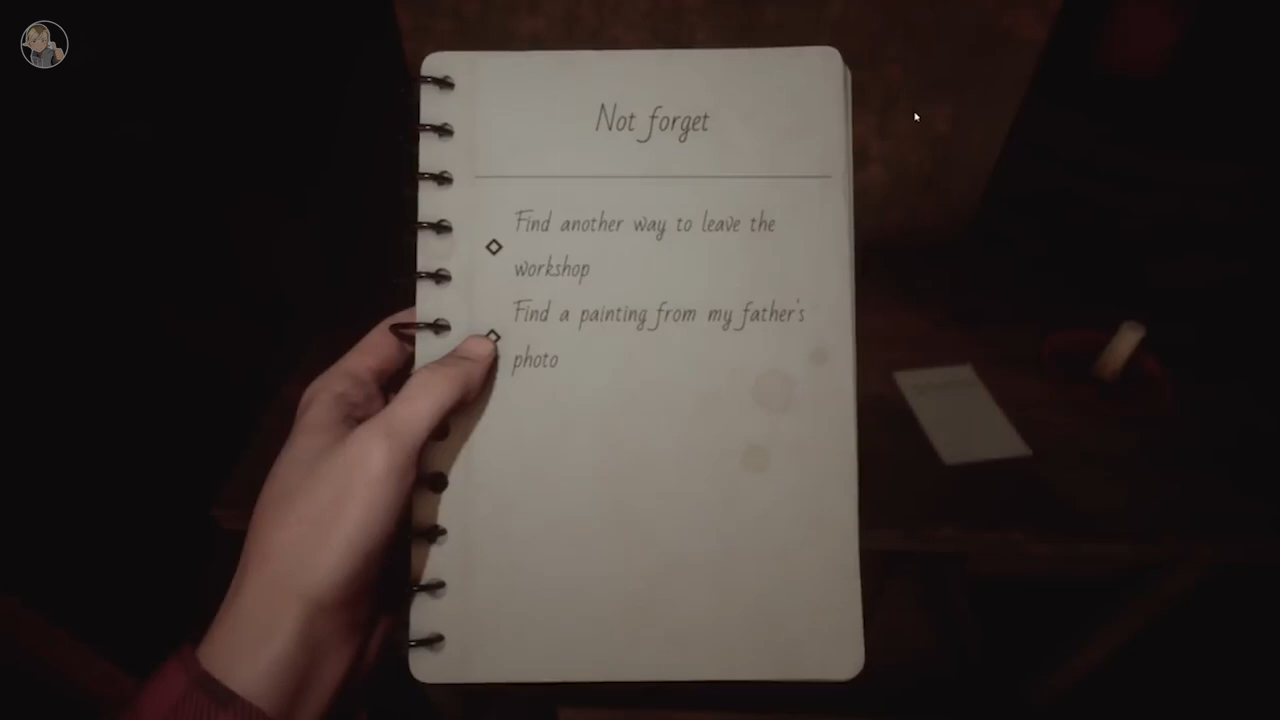 Not forget
Find another way to leave the
workshop
Find a painting from my father's
photo